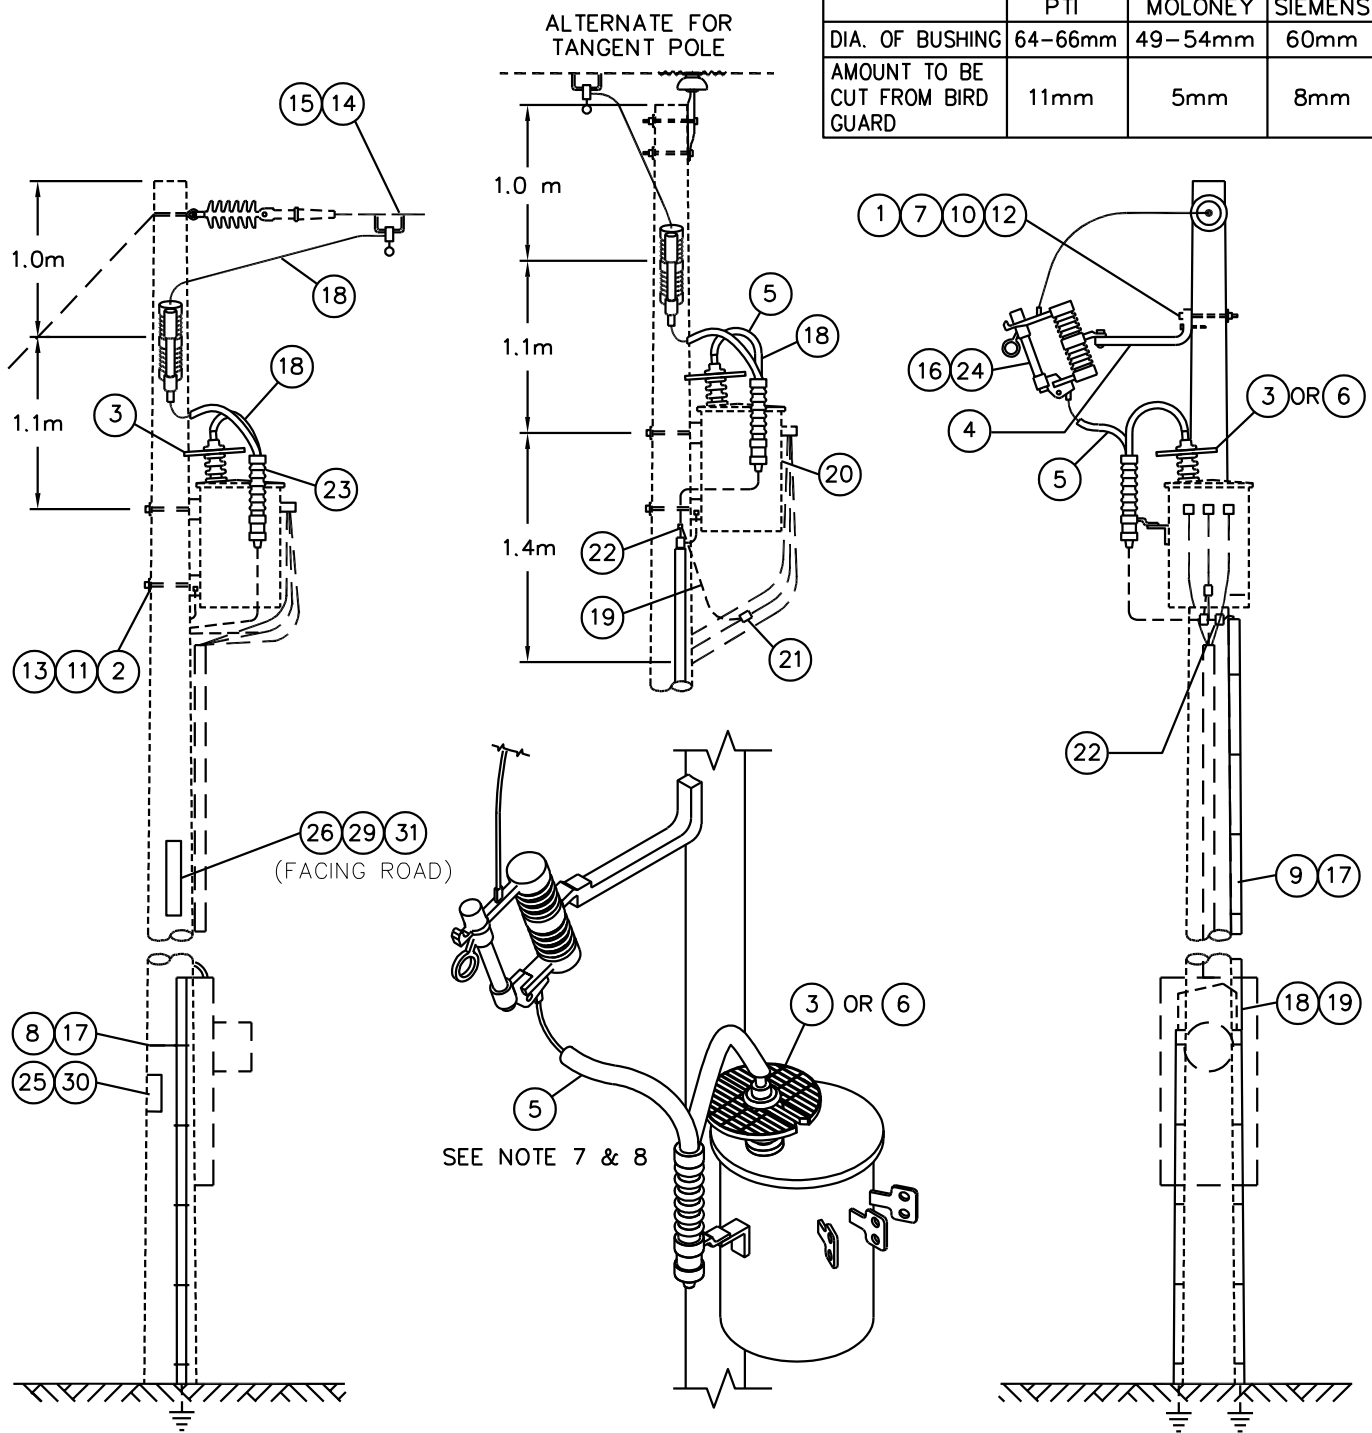 PTI MOLONEY SIEMENS
DIA. OF BUSHING 64-66mm 49-54mm 60mm
AMOUNT TO BE
CUT FROM BIRD
GUARD
11mm 5mm 8mm
ALTERNATE FOR
TANGENT POLE
15 14
1.0m
18
1.1m
18
3
23
13 11 2
26 29 31
(FACING ROAD)
8 17
25 30
1.0 m
5
1.1m
18
20
1.4m
22
19
21
1 7 10 12
16 24
3 OR 6
4
5
22
9 17
18 19
3 OR 6
5
SEE NOTE 7 & 8